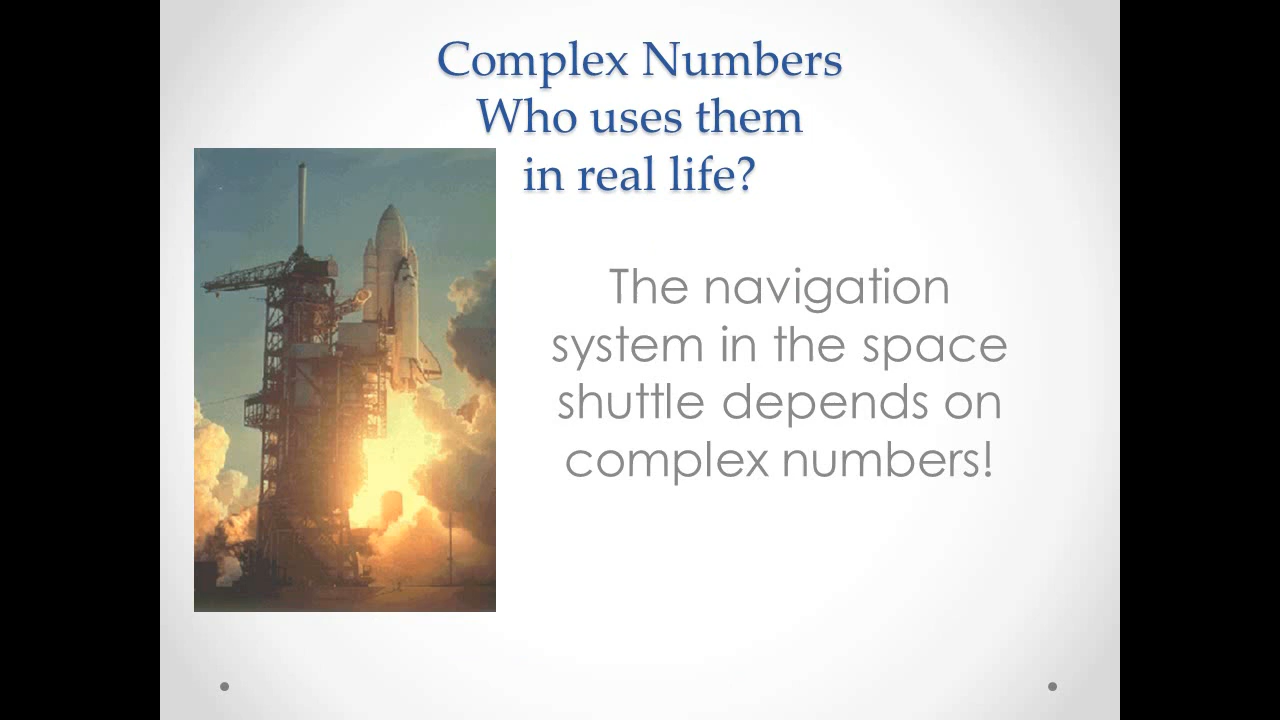 Complex Numbers
Who uses them
in real life?
The navigation
system in the space
shuttle depends on
complex numbers!